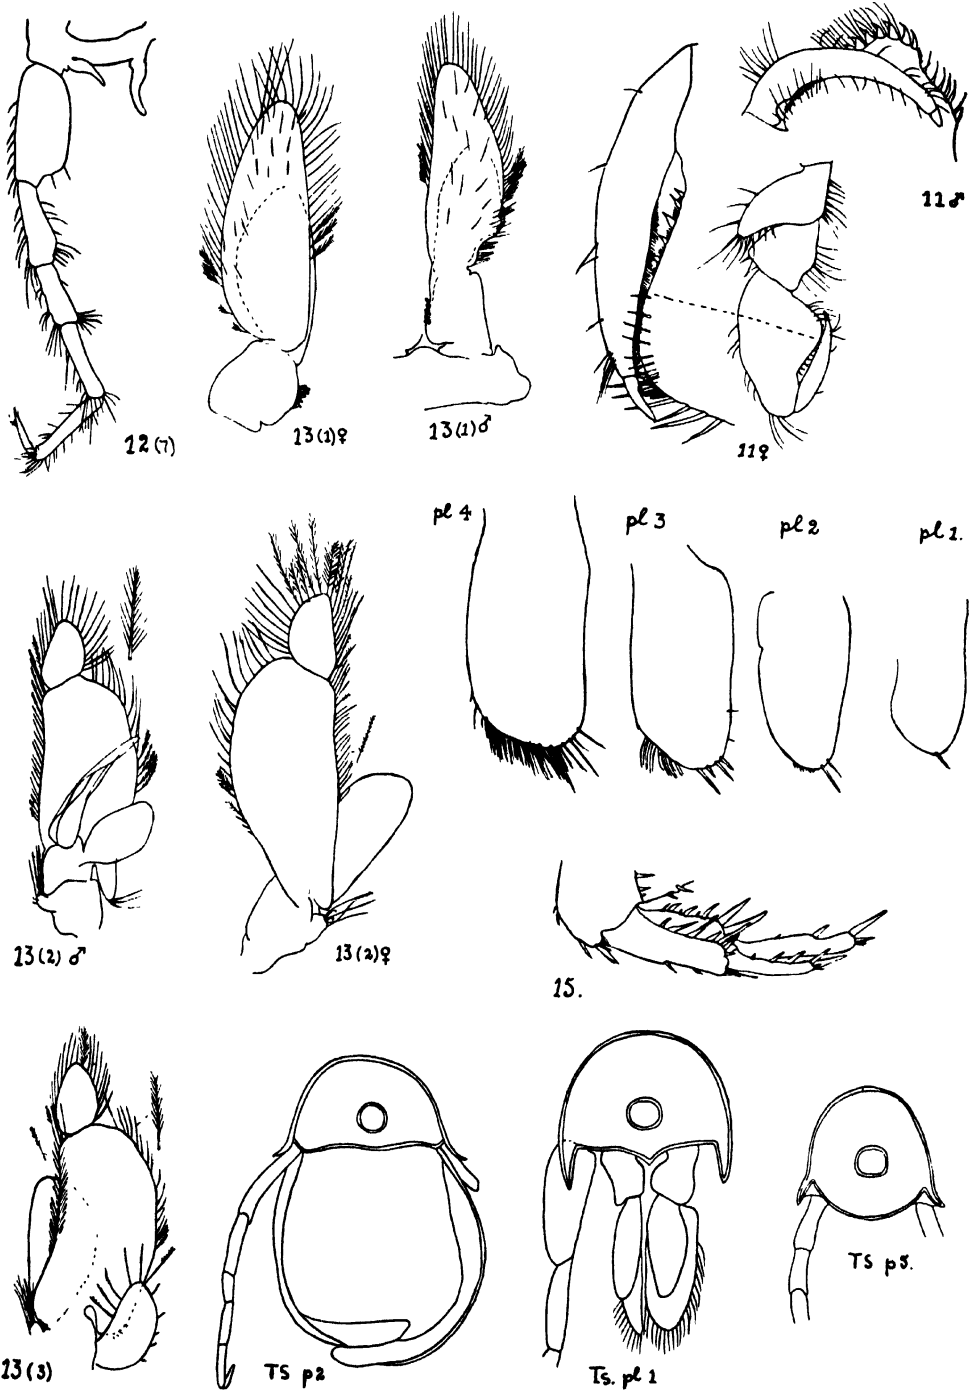 11♂
12(7)
13(1)♀
13(1)♂
11♀
pl 4
pl 3
pl 2
pl 1.
13(2)♂
13(2)♀
15.
13(3)
TS p2
Ts. pl 1
TS p5.